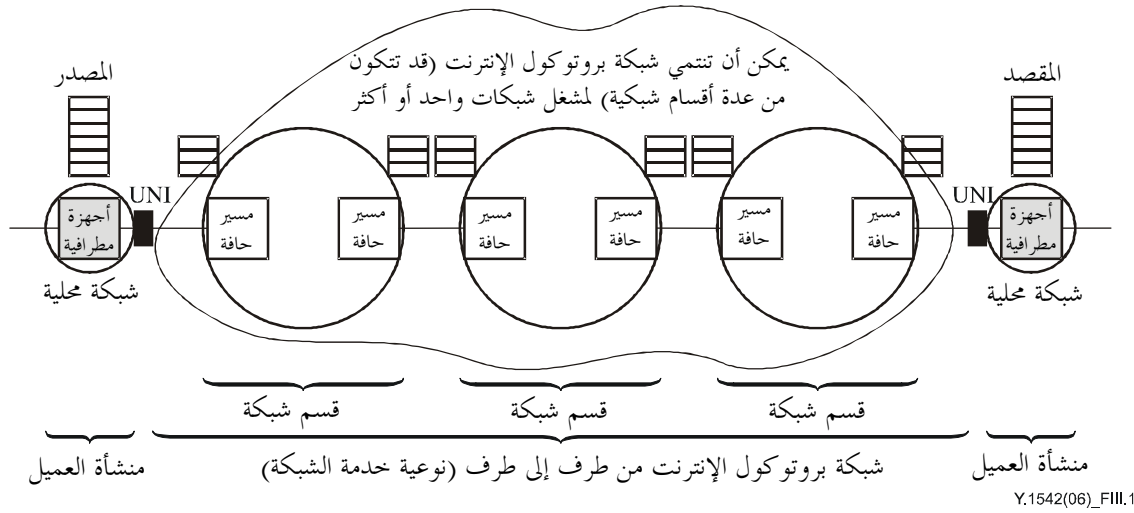 المصدر
المقصد
يمكن أن تنتمي شبكة بروتوكول الإنترنت (قد تتكون
من عدة أقسام شبكية) لمشغل شبكات واحد أو أكثر
UNI
UNI
أجهزة
مطرافية
مسير
حافة
مسير
حافة
مسير
حافة
مسير
حافة
مسير
حافة
مسير
حافة
أجهزة
مطرافية
شبكة محلية
شبكة محلية
قسم شبكة
قسم شبكة
قسم شبكة
منشأة العميل
شبكة بروتوكول الإنترنت من طرف إلى طرف (نوعية خدمة الشبكة)
منشأة العميل
Y.1542(06)_FIII.1